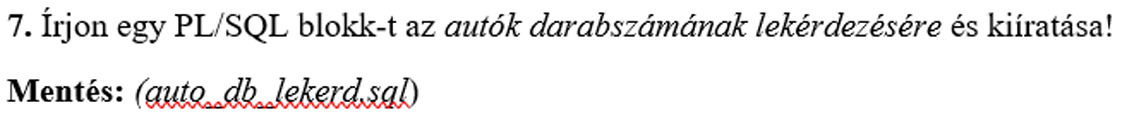 7. Írjon egy PL/SQL blokk-t az autók darabszámának lekérdezésére és kiíratása!
Mentés: (auto_db_lekerd.sql)